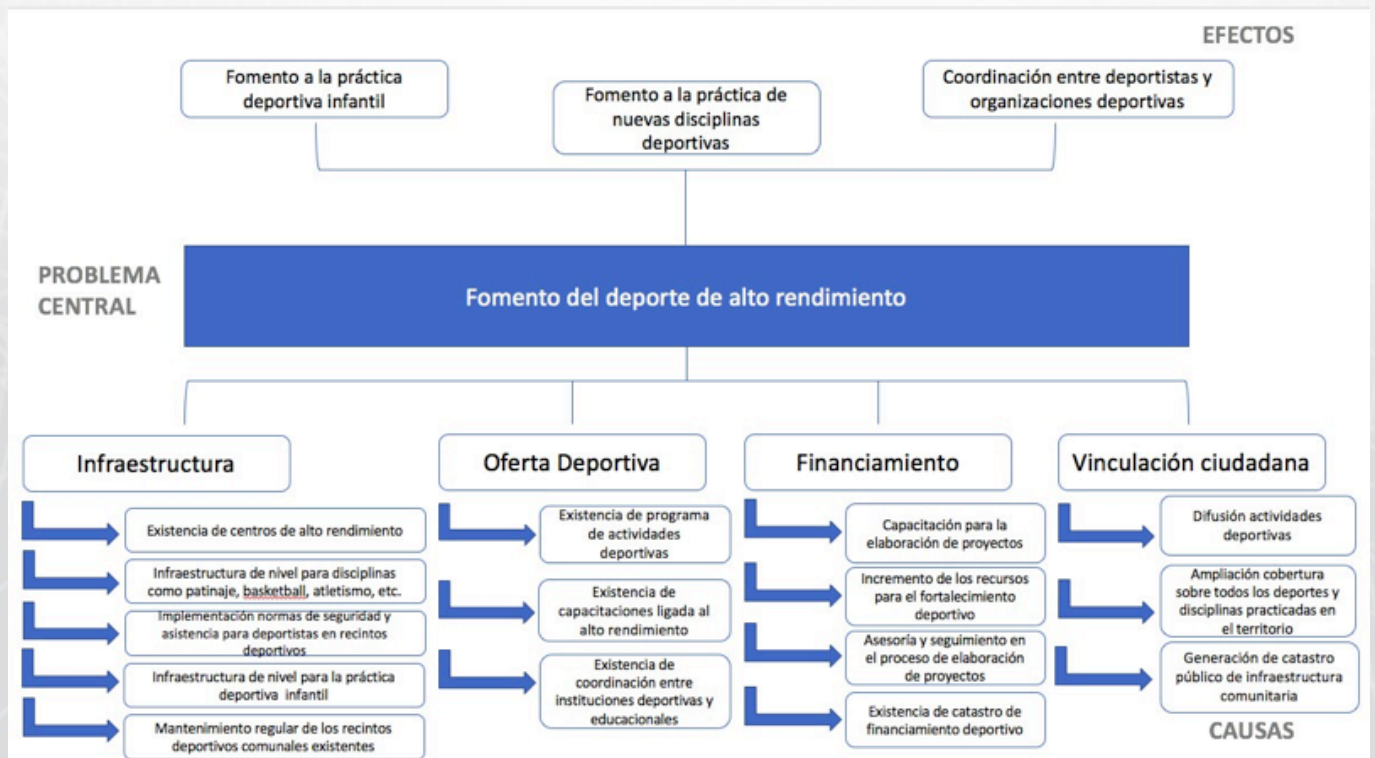 EFECTOS
Fomento a la práctica
deportiva infantil
Fomento a la práctica de
nuevas disciplinas
deportivas
Coordinación entre deportistas y
organizaciones deportivas
PROBLEMA
CENTRAL
Fomento del deporte de alto rendimiento
Infraestructura
Existencia de centros de alto rendimiento
Infraestructura de nivel para disciplinas
como patinaje, basketball, atletismo, etc.
Implementación normas de seguridad y
asistencia para deportistas en recintos
deportivos
Infraestructura de nivel para la práctica
deportiva infantil
Mantenimiento regular de los recintos
deportivos comunales existentes
Oferta Deportiva
Existencia de programa
de actividades
deportivas
Existencia de
capacitaciones ligada al
alto rendimiento
Existencia de
coordinación entre
instituciones deportivas y
educacionales
Financiamiento
Capacitación para la
elaboración de proyectos
Incremento de los recursos
para el fortalecimiento
deportivo
Asesoría y seguimiento en
el proceso de elaboración
de proyectos
Existencia de catastro de
financiamiento deportivo
Vinculación ciudadana
Difusión actividades
deportivas
Ampliación cobertura
sobre todos los deportes y
disciplinas practicadas en
el territorio
Generación de catastro
público de infraestructura
comunitaria
CAUSAS